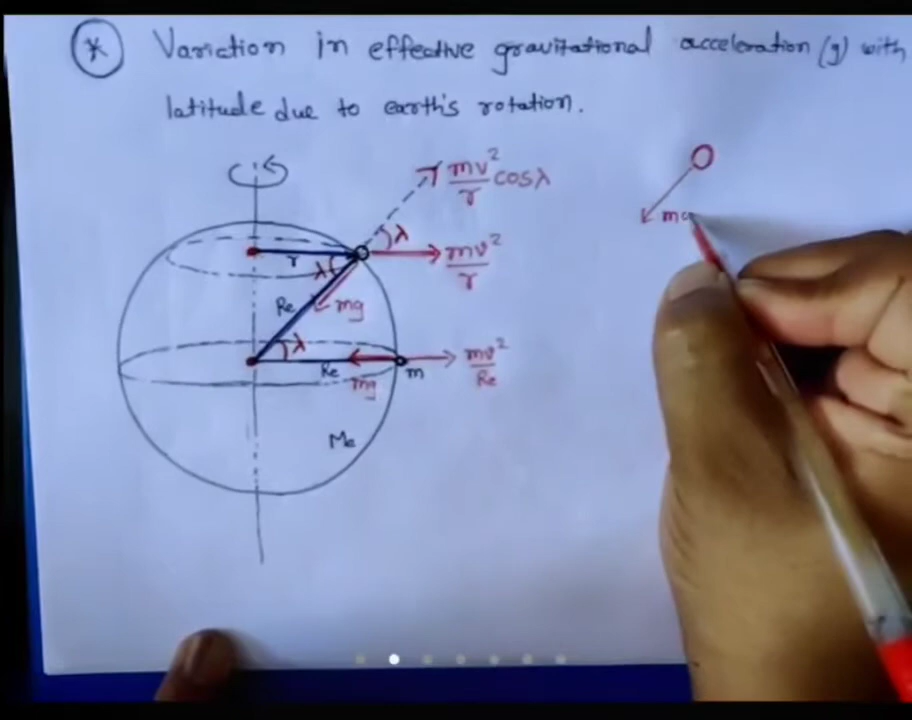 * Variation in effective gravitational acceleration (g) with
latitude due to earth's rotation.
mv²/r cosλ
λ
mv²/r
r
λ
Re
mg
λ
Re
mg
m
mv²/Re
Me